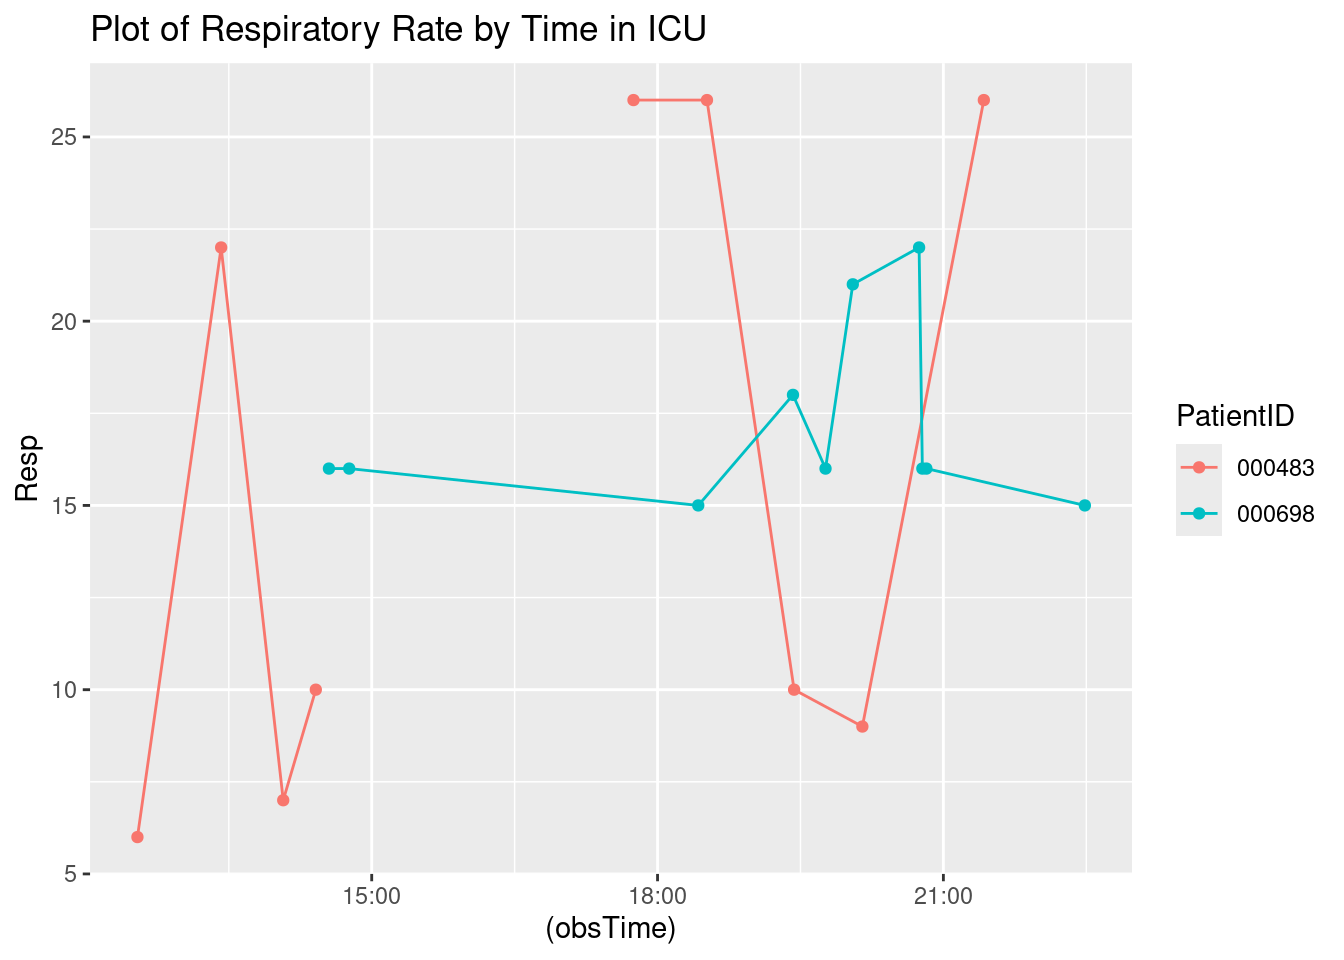 Plot of Respiratory Rate by Time in ICU
Resp
25
20
15
10
5
15:00
18:00
21:00
(obsTime)
PatientID
000483
000698